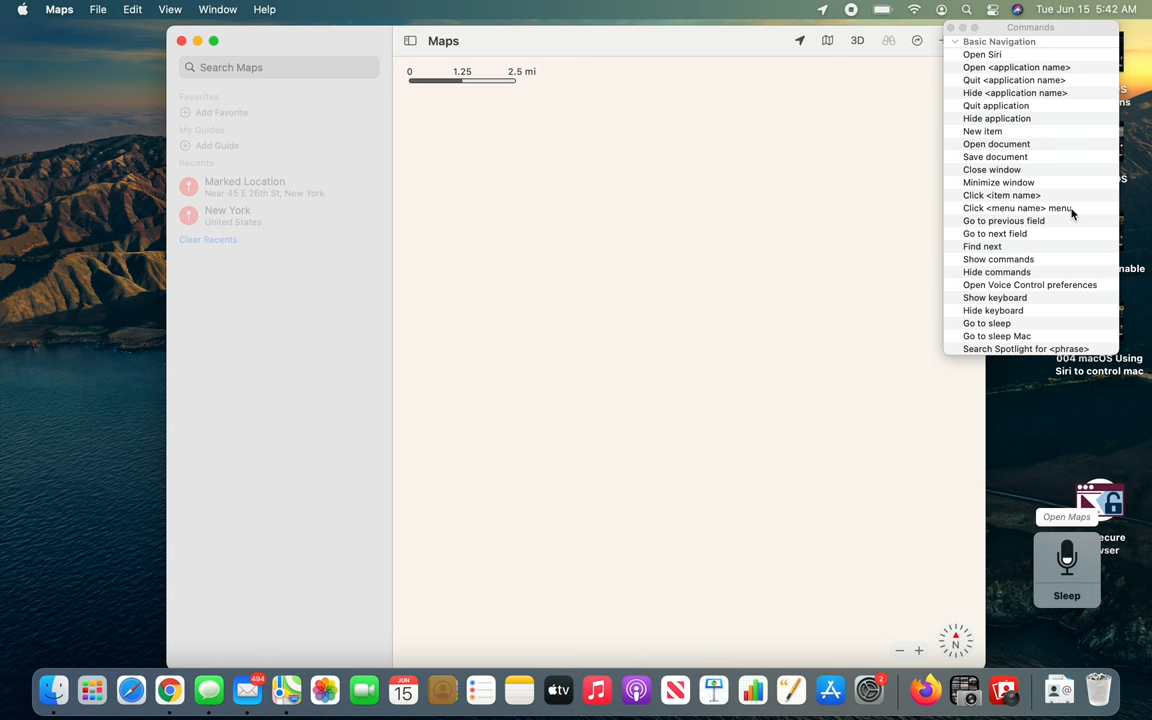 Maps File Edit View Window Help Tue Jun 15 5:42 AM
Maps 3D
Search Maps
0 1.25 2.5 mi
Favorites
Add Favorite
My Guides
Add Guide
Recents
Marked Location
Near 45 E 26th St, New York
New York
United States
Clear Recents
Commands
Basic Navigation
Open Siri
Open <application name>
Quit <application name>
Hide <application name>
Quit application
Hide application
New item
Open document
Save document
Close window
Minimize window
Click <item name>
Click <menu name> menu
Go to previous field
Go to next field
Find next
Show commands
Hide commands
Open Voice Control preferences
Show keyboard
Hide keyboard
Go to sleep
Go to sleep Mac
Search Spotlight for <phrase>
004 macOS Using
Siri to control mac
Open Maps
Sleep
N
494
JUN
15
tv
2